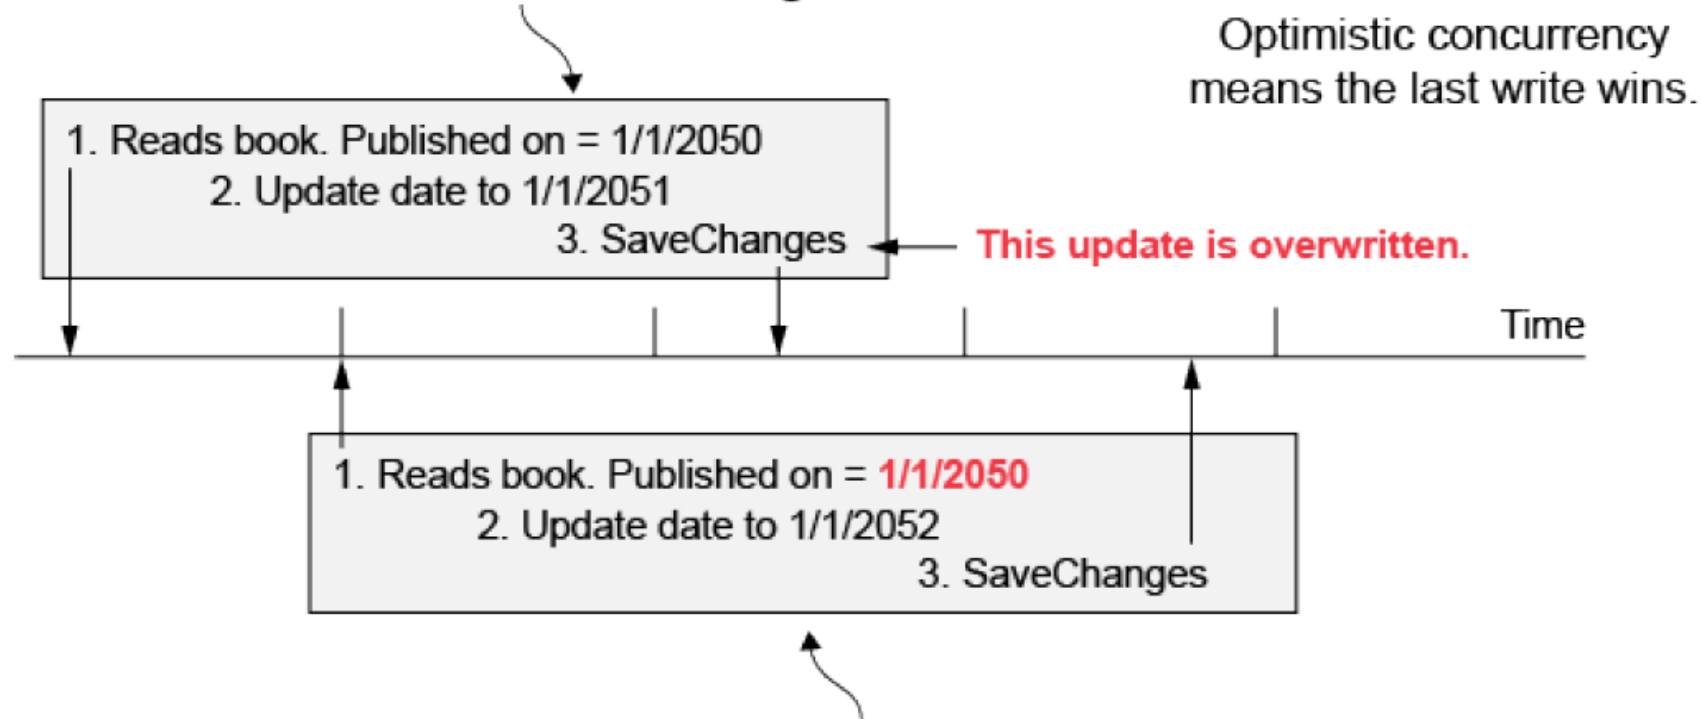 Optimistic concurrency
means the last write wins.
1. Reads book. Published on = 1/1/2050
2. Update date to 1/1/2051
3. SaveChanges
This update is overwritten.
Time
1. Reads book. Published on = 1/1/2050
2. Update date to 1/1/2052
3. SaveChanges